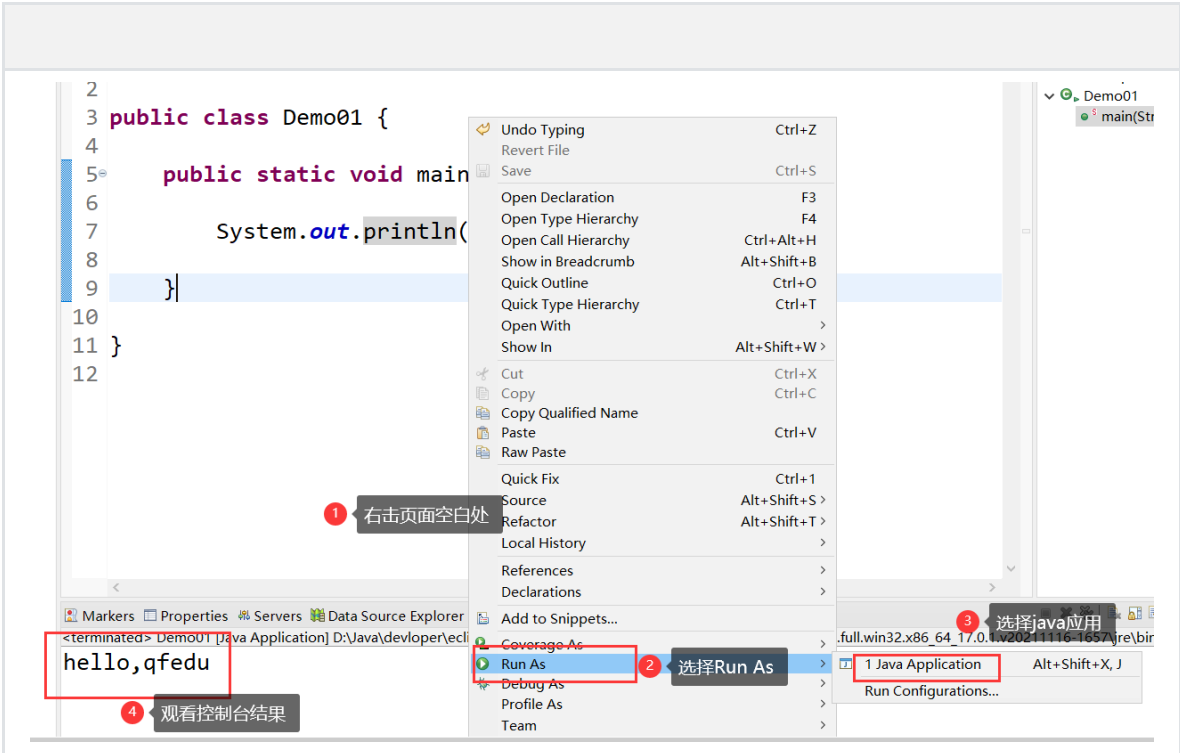 2
3 public class Demo01 {
4
5 public static void main
6
7 System.out.println(
8
9 }
10
11 }
12
Demo01
main(Str
Undo Typing Ctrl+Z
Revert File
Save Ctrl+S
Open Declaration F3
Open Type Hierarchy F4
Open Call Hierarchy Ctrl+Alt+H
Show in Breadcrumb Alt+Shift+B
Quick Outline Ctrl+O
Quick Type Hierarchy Ctrl+T
Open With
Show In Alt+Shift+W
Cut Ctrl+X
Copy Ctrl+C
Copy Qualified Name
Paste Ctrl+V
Raw Paste
Quick Fix Ctrl+1
Source Alt+Shift+S
Refactor Alt+Shift+T
Local History
References
Declarations
Add to Snippets...
Coverage As
Run As
Debug As
Profile As
Team
1 右击页面空白处
2 选择Run As
3 选择java应用
1 Java Application Alt+Shift+X, J
Run Configurations...
Markers Properties Servers Data Source Explorer
<terminated> Demo01 [Java Application] D:\Java\devloper\ecli .full.win32.x86_64_17.0.1.v20211116-1657\jre\bin
hello,qfedu
4 观看控制台结果